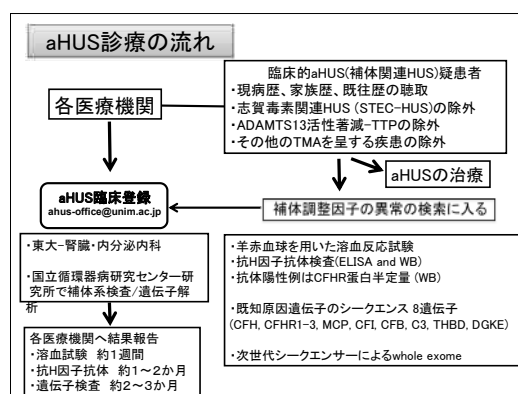 aHUS診療の流れ
各医療機関
臨床的aHUS(補体関連HUS)疑患者
・現病歴、家族歴、既往歴の聴取
・志賀毒素関連HUS (STEC-HUS)の除外
・ADAMTS13活性著減-TTPの除外
・その他のTMAを呈する疾患の除外
aHUSの治療
aHUS臨床登録
ahus-office@unim.ac.jp
補体調整因子の異常の検索に入る
・東大-腎臓・内分泌内科
・国立循環器病研究センター研
究所で補体系検査/遺伝子解
析
・羊赤血球を用いた溶血反応試験
・抗H因子抗体検査(ELISA and WB)
・抗体陽性例はCFHR蛋白半定量 (WB)
・既知原因遺伝子のシークエンス 8遺伝子
(CFH, CFHR1-3, MCP, CFI, CFB, C3, THBD, DGKE)
・次世代シークエンサーによるwhole exome
各医療機関へ結果報告
・溶血試験 約1週間
・抗H因子抗体 約1～2か月
・遺伝子検査 約2～3か月